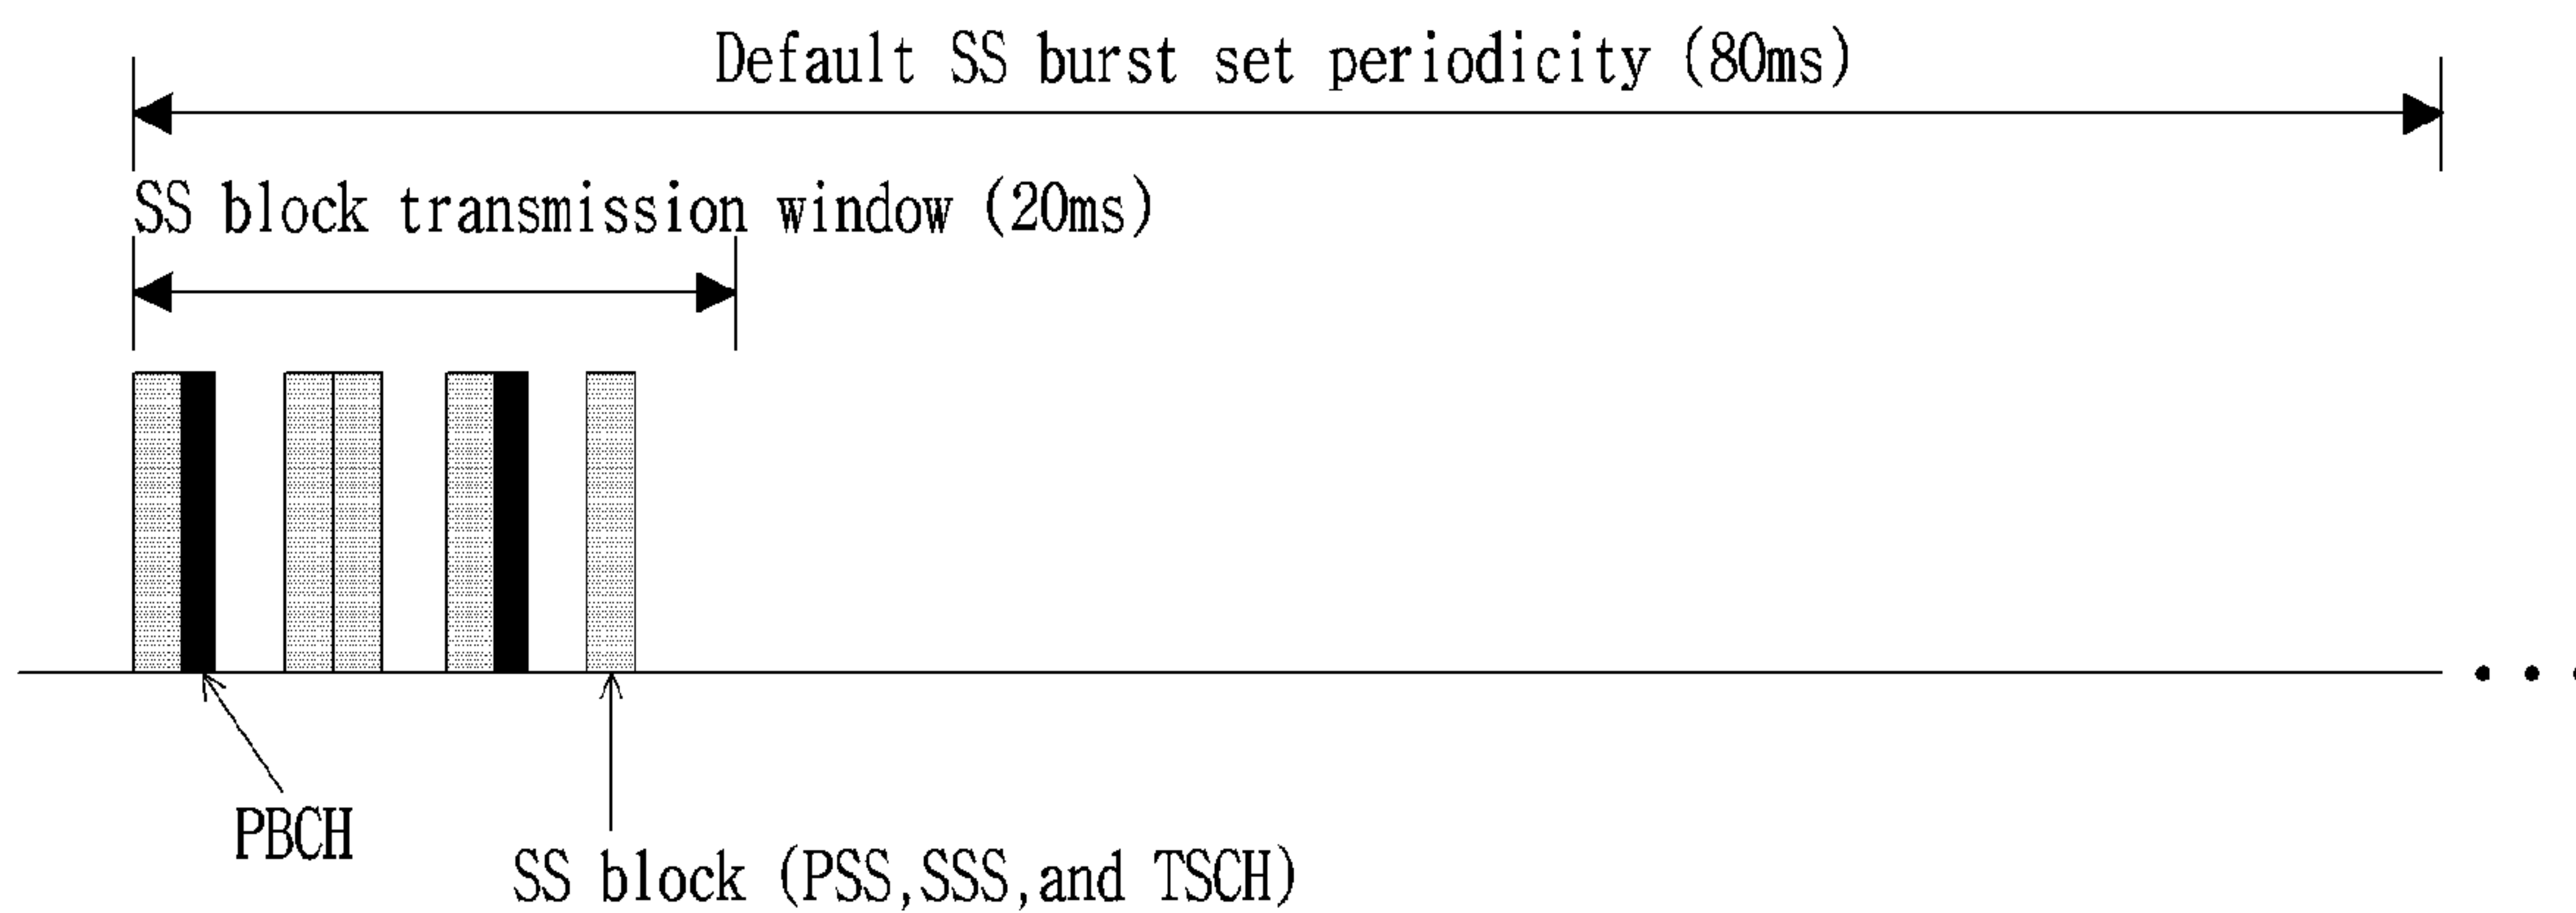 Default SS burst set periodicity (80ms)
SS block transmission window (20ms)
PBCH
SS block (PSS,SSS,and TSCH)